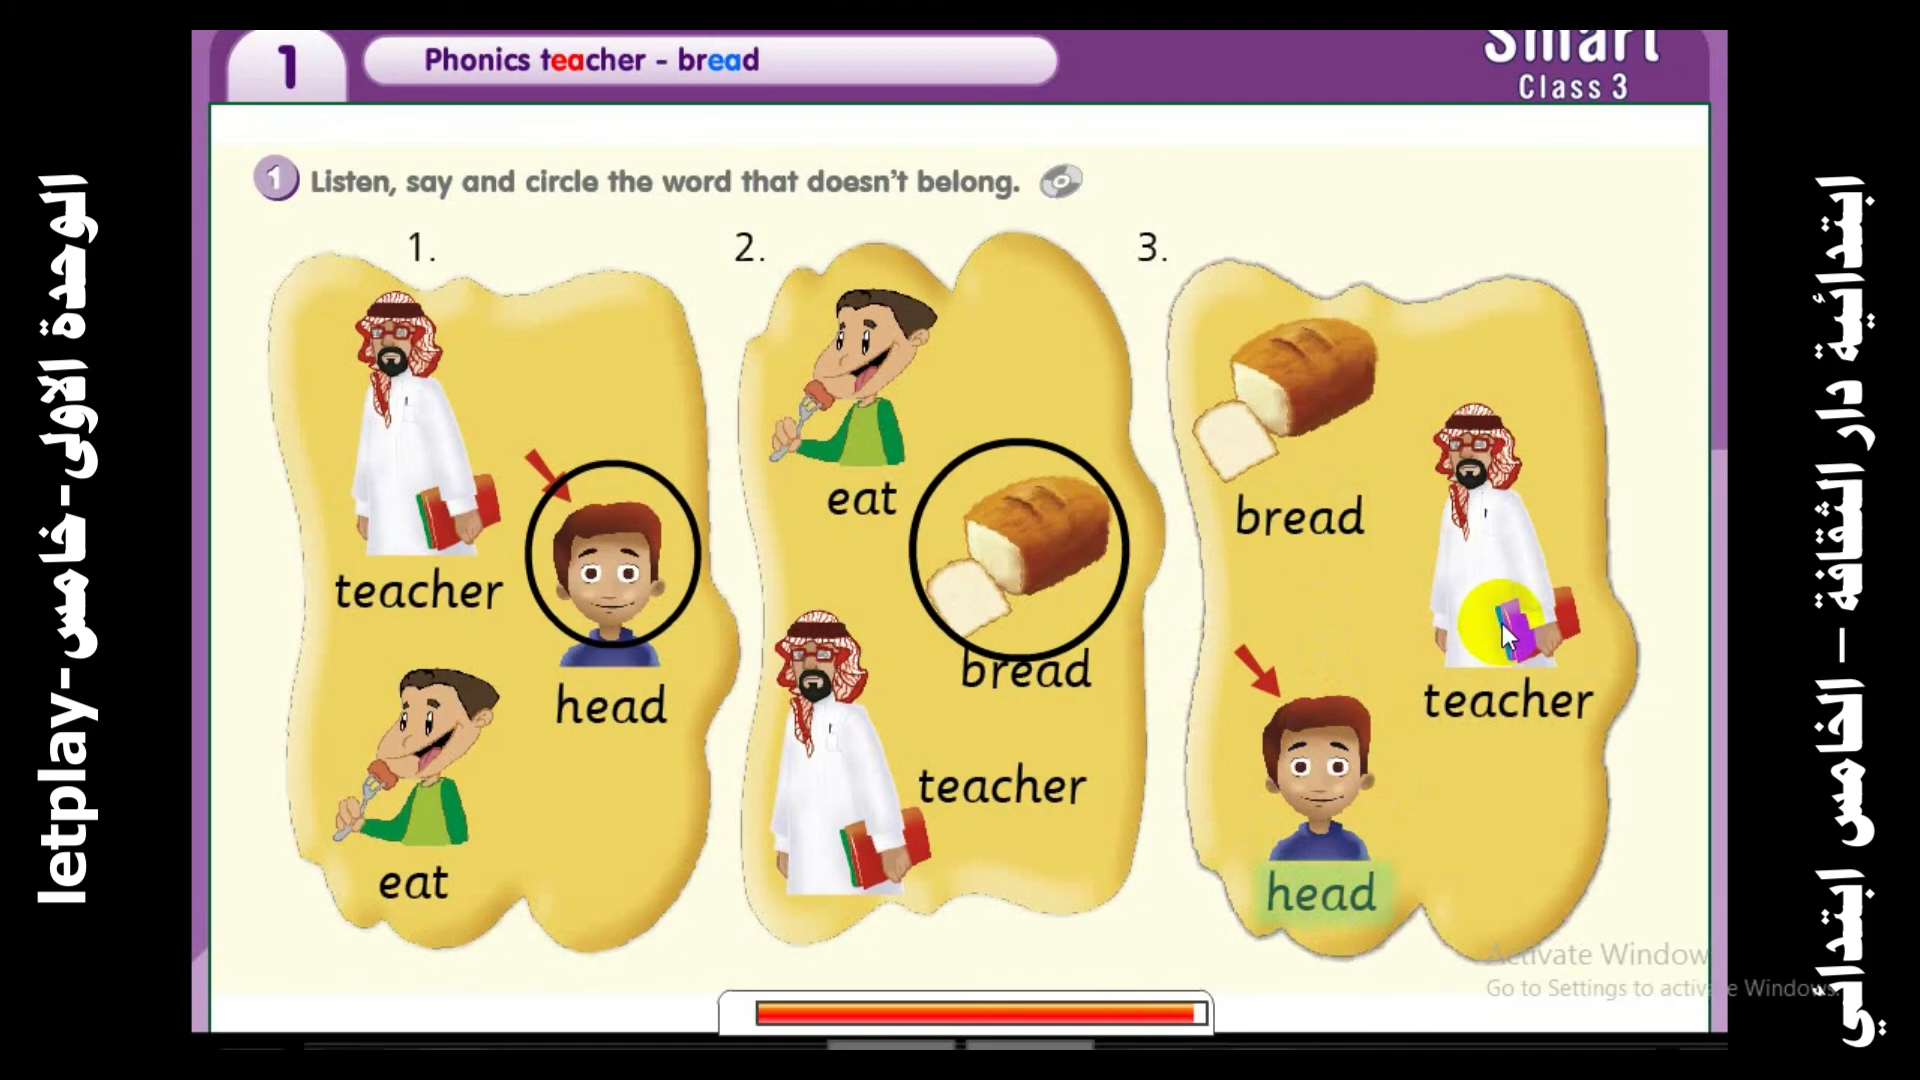 الوحدة الاولى-خامس-letplay
1
Phonics teacher - bread
Smart
Class 3
1 Listen, say and circle the word that doesn't belong.
1.
teacher
head
eat
2.
eat
bread
teacher
3.
bread
teacher
head
Activate Window
Go to Settings to activate Windows.
ابتدائية دار الثقافة – الخامس ابتدائي